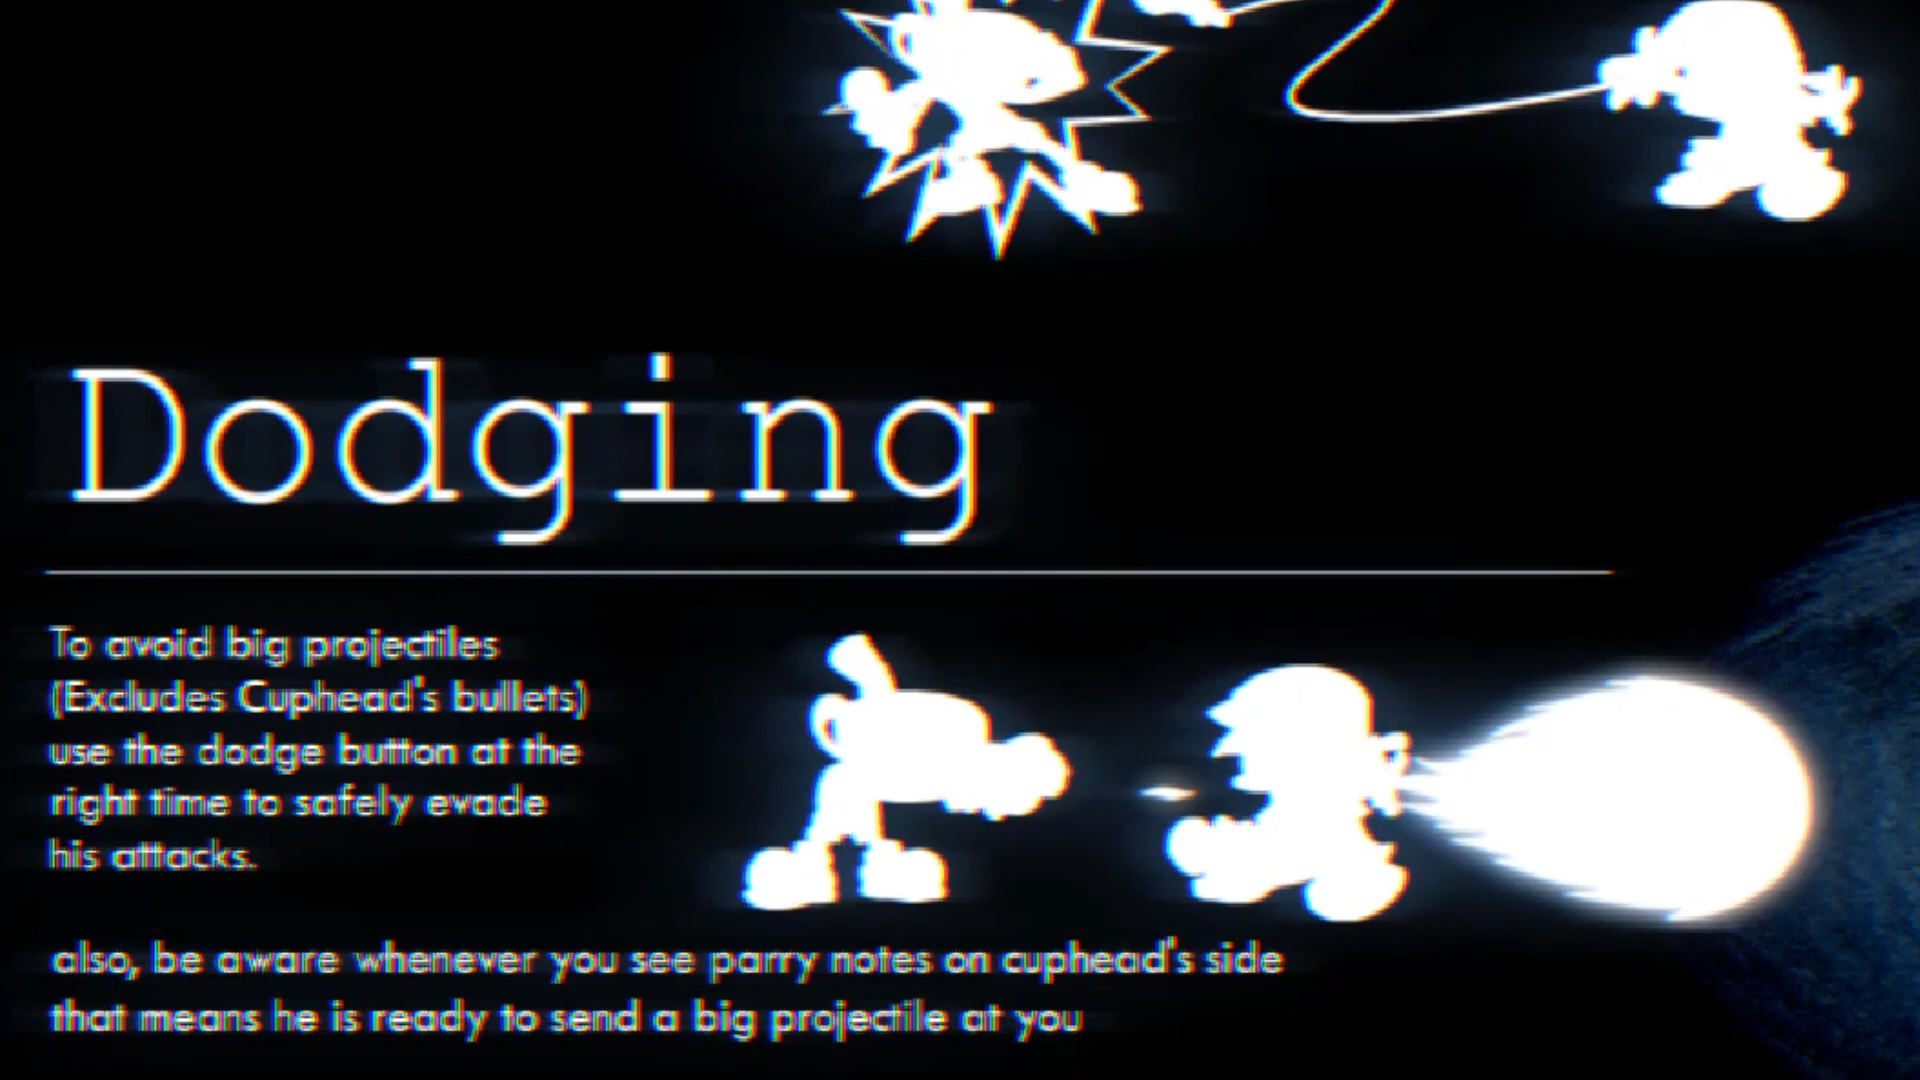 Dodging
To avoid big projectiles
(Excludes Cuphead's bullets)
use the dodge button at the
right time to safely evade
his attacks.
also, be aware whenever you see parry notes on cuphead's side
that means he is ready to send a big projectile at you